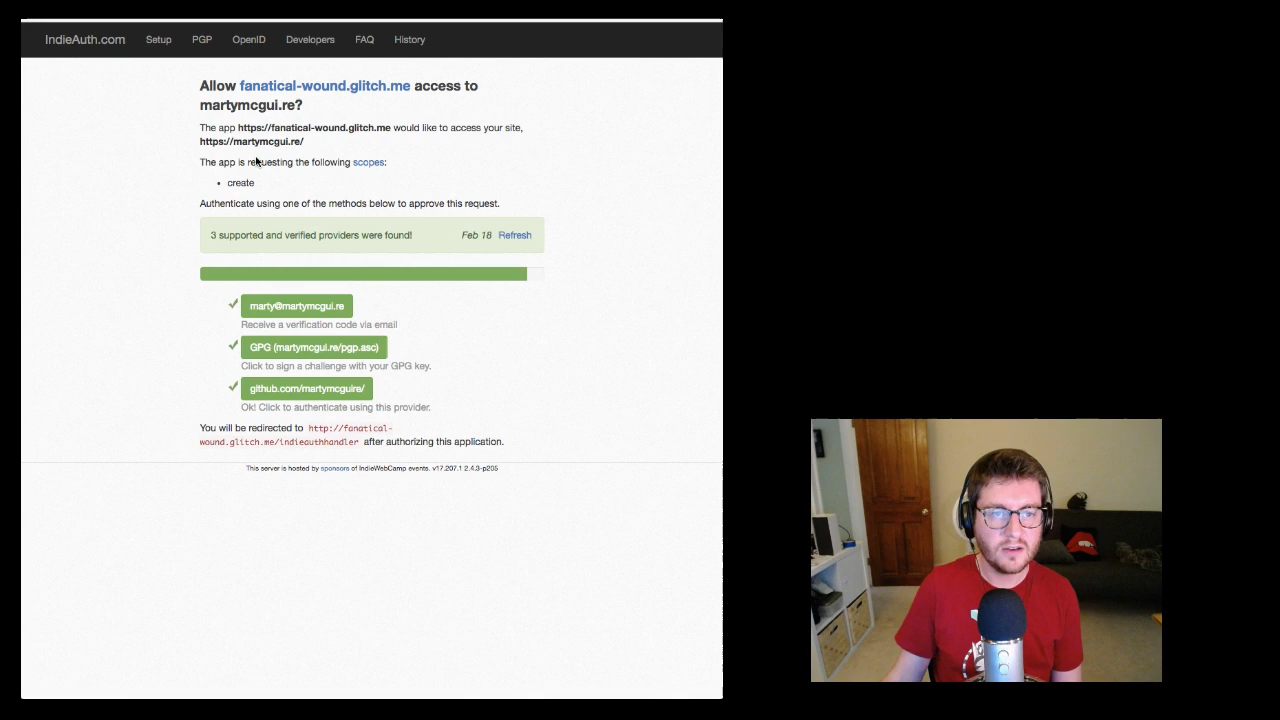 IndieAuth.com Setup PGP OpenID Developers FAQ History
Allow fanatical-wound.glitch.me access to
martymcgui.re?
The app https://fanatical-wound.glitch.me would like to access your site,
https://martymcgui.re/
The app is requesting the following scopes:
• create
Authenticate using one of the methods below to approve this request.
3 supported and verified providers were found! Feb 18 Refresh
marty@martymcgui.re
Receive a verification code via email
GPG (martymcgui.re/pgp.asc)
Click to sign a challenge with your GPG key.
github.com/martymcguire/
Ok! Click to authenticate using this provider.
You will be redirected to http://fanatical-
wound.glitch.me/indieauthhandler after authorizing this application.
This server is hosted by sponsors of IndieWebCamp events. v17.207.1 2.4.3-p205